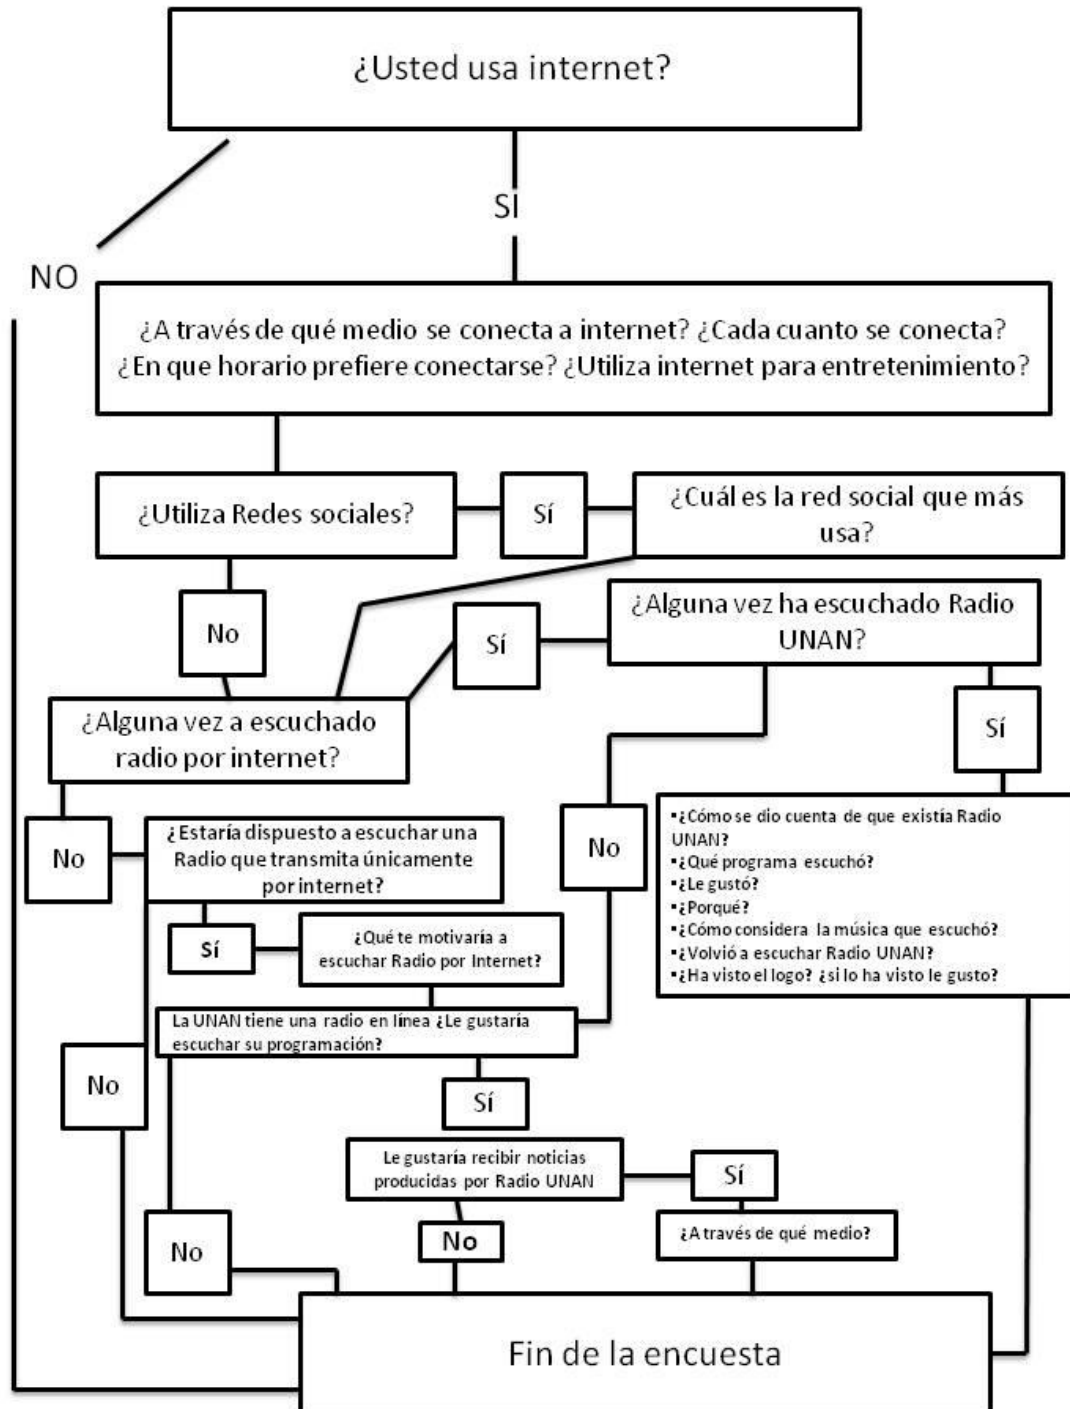 ¿Usted usa internet?
SI
NO
¿A través de qué medio se conecta a internet? ¿Cada cuanto se conecta?
¿En que horario prefiere conectarse? ¿Utiliza internet para entretenimiento?
¿Utiliza Redes sociales?
Sí
¿Cuál es la red social que más
usa?
No
Sí
¿Alguna vez ha escuchado Radio
UNAN?
¿Alguna vez a escuchado
radio por internet?
Sí
No
¿Estaría dispuesto a escuchar una
Radio que transmita únicamente
por internet?
No
▪¿Cómo se dio cuenta de que existía Radio
UNAN?
▪¿Qué programa escuchó?
▪¿Le gustó?
▪¿Porqué?
▪¿Cómo considera la música que escuchó?
▪¿Volvió a escuchar Radio UNAN?
▪¿Ha visto el logo? ¿si lo ha visto le gusto?
Sí
¿Qué te motivaría a
escuchar Radio por Internet?
La UNAN tiene una radio en línea ¿Le gustaría
escuchar su programación?
No
Sí
Le gustaría recibir noticias
producidas por Radio UNAN
Sí
No
No
¿A través de qué medio?
Fin de la encuesta